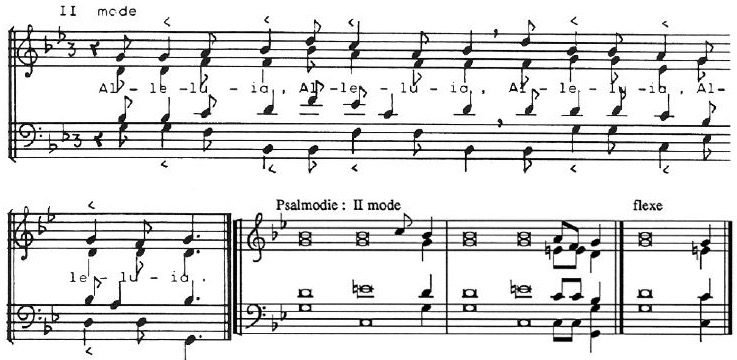 II mode
Al - le - lu - ia, Al - le - lu - ia, Al - le - lu - ia, Al-
Psalmodie : II mode
flexe
le - lu - ia.